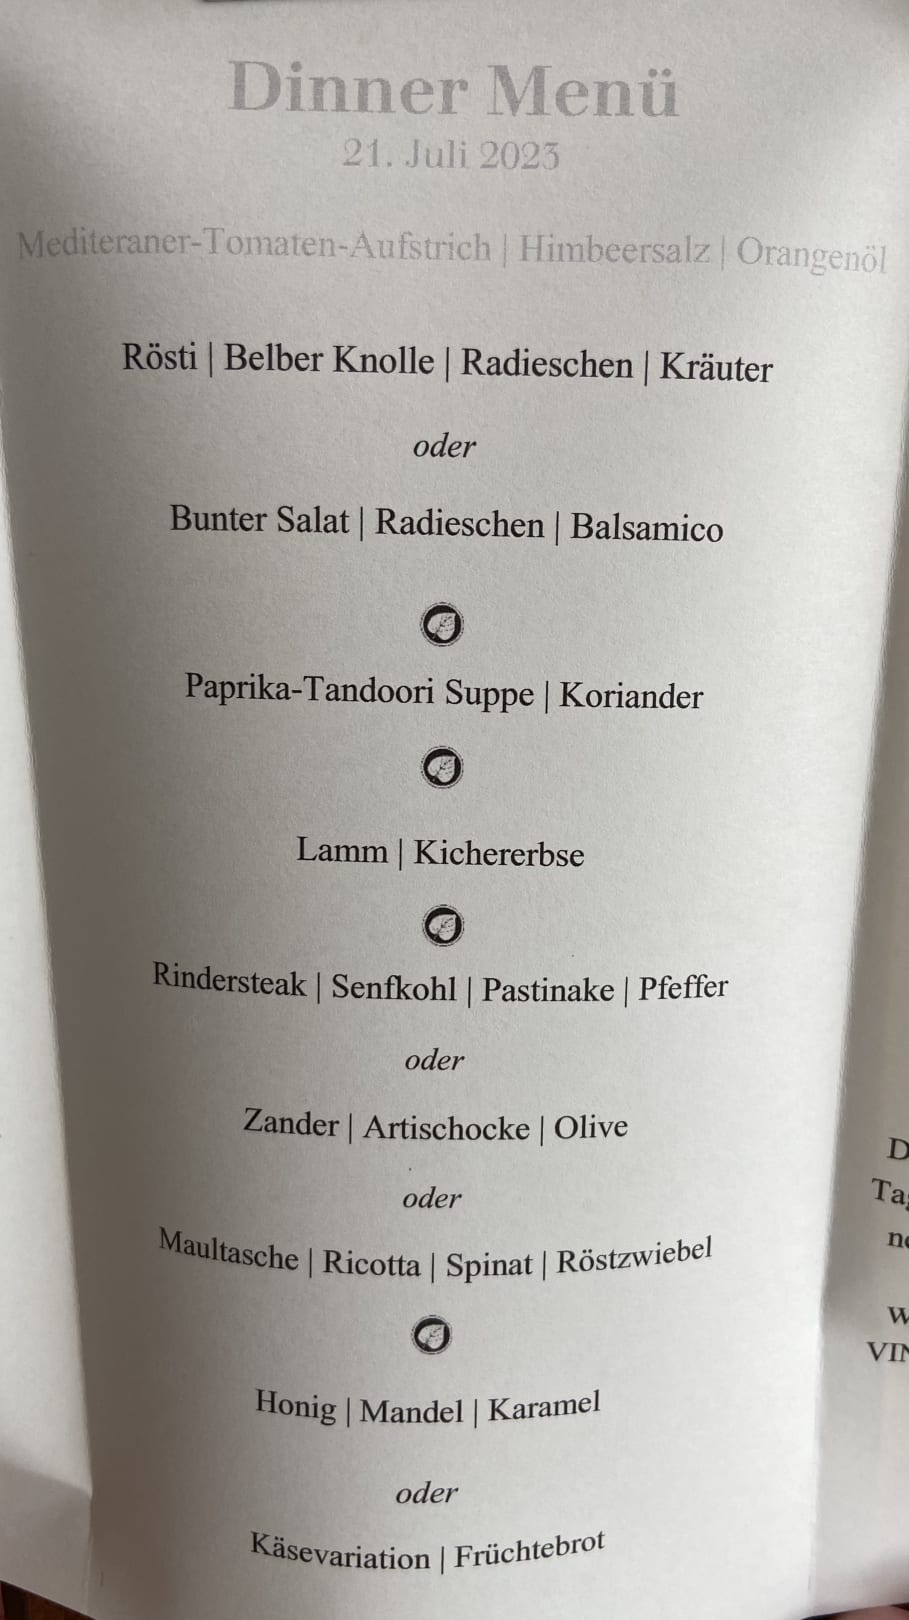 Dinner Menü
21. Juli 2023
Mediteraner-Tomaten-Aufstrich | Himbeersalz | Orangenöl
Rösti | Belber Knolle | Radieschen | Kräuter
oder
Bunter Salat | Radieschen | Balsamico
Paprika-Tandoori Suppe | Koriander
Lamm | Kichererbse
Rindersteak | Senfkohl | Pastinake | Pfeffer
oder
Zander | Artischocke | Olive
oder
Maultasche | Ricotta | Spinat | Röstzwiebel
Honig | Mandel | Karamel
oder
Käsevariation | Früchtebrot